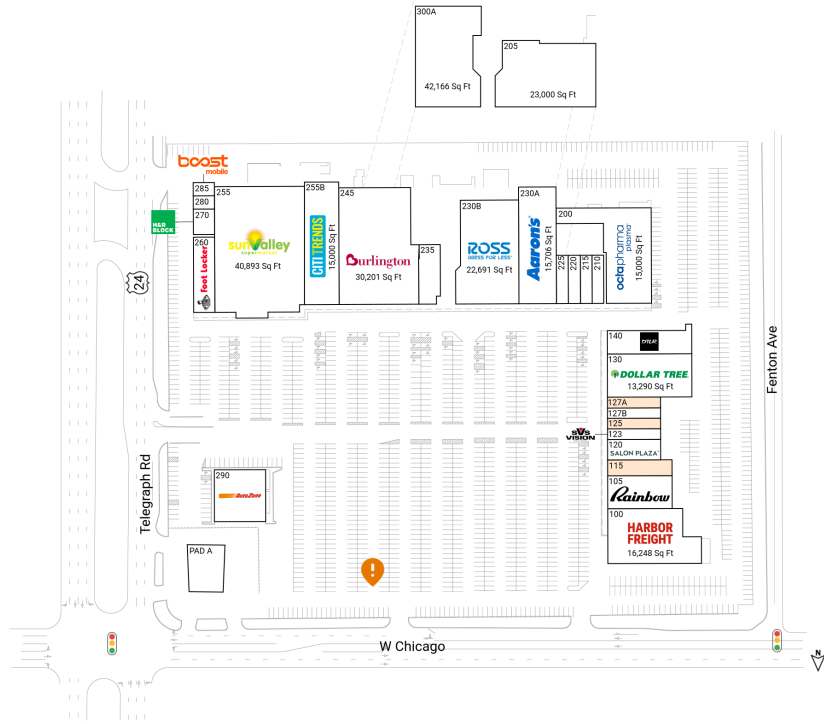 300A
42,166 Sq Ft
205
23,000 Sq Ft
boost
mobile
285
280
270
H&R
BLOCK
260
Foot Locker
255
sunValley
supermarket
40,893 Sq Ft
255B
CITI TRENDS
15,000 Sq Ft
245
Burlington
30,201 Sq Ft
235
230B
ROSS
DRESS FOR LESS
22,691 Sq Ft
230A
Aaron's
15,706 Sq Ft
200
225
220
215
210
octapharma
plasma
15,000 Sq Ft
24
140
DTLR
130
DOLLAR TREE
13,290 Sq Ft
127A
127B
125
SVS
VISION
123
120
SALON PLAZA
115
105
Rainbow
100
HARBOR
FREIGHT
16,248 Sq Ft
290
AutoZone
PAD A
Telegraph Rd
Fenton Ave
W Chicago
N